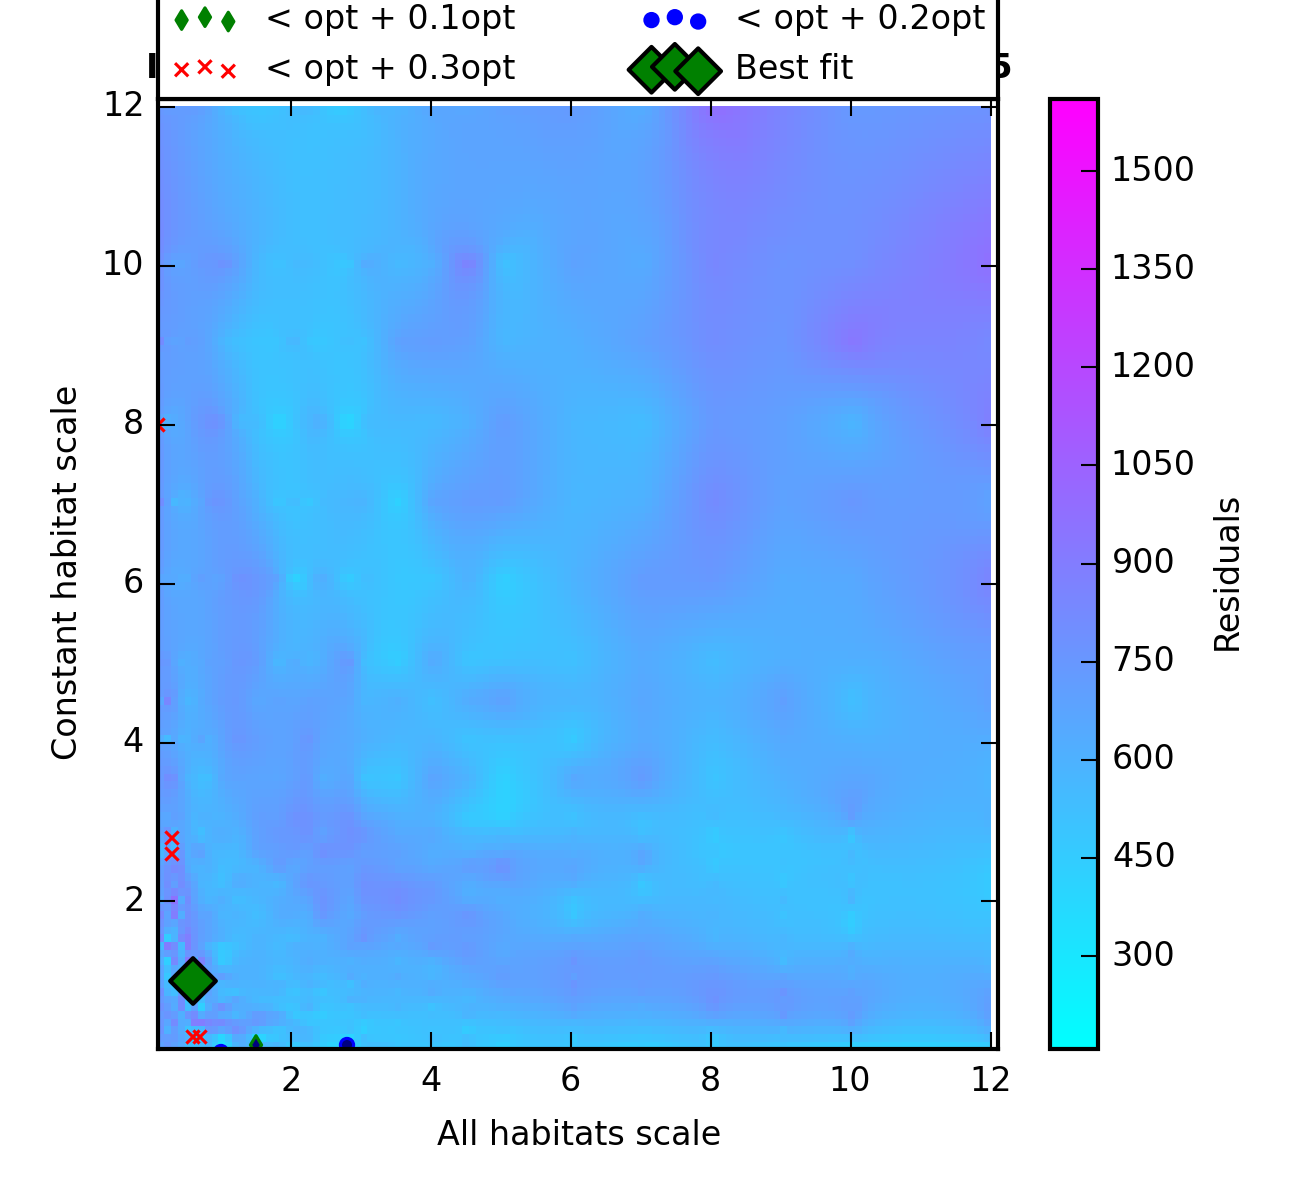 < opt + 0.1opt
< opt + 0.2opt
< opt + 0.3opt
Best fit
5
12
10
8
6
4
2
Constant habitat scale
2 4 6 8 10 12
All habitats scale
1500
1350
1200
1050
900
750
600
450
300
Residuals